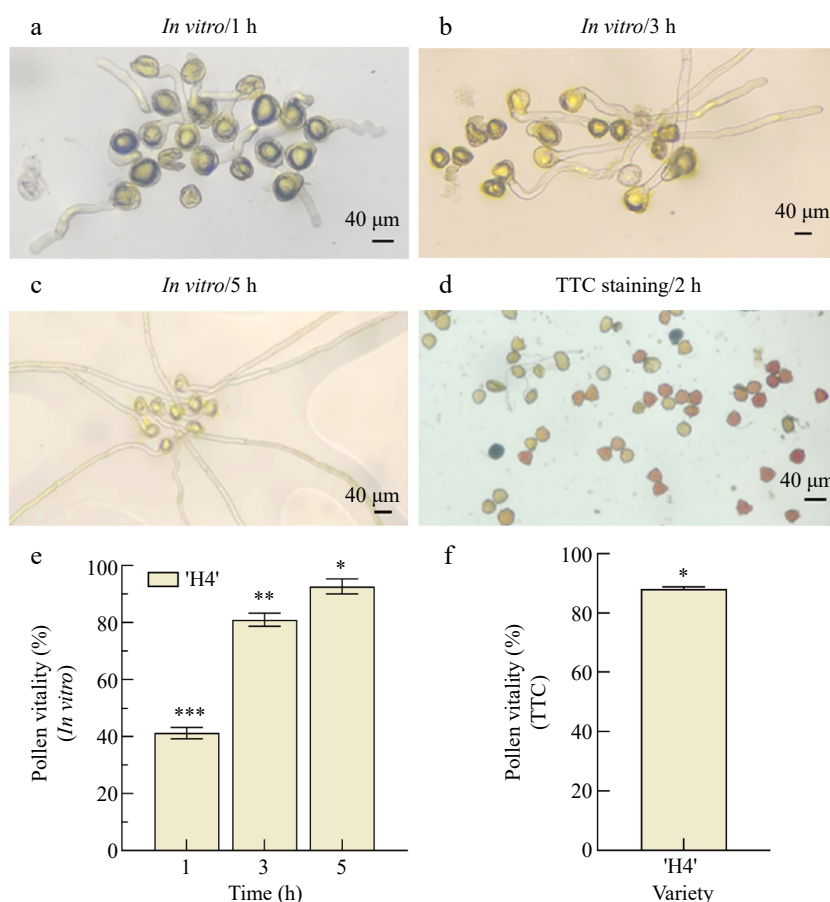 a
In vitro/1 h
b
In vitro/3 h
40 μm
40 μm
c
In vitro/5 h
d
TTC staining/2 h
40 μm
40 μm
e
Pollen vitality (%)
(In vitro)
100
80
60
40
20
0
'H4'
***
**
*
1
3
5
Time (h)
f
Pollen vitality (%)
(TTC)
100
80
60
40
20
0
*
'H4'
Variety